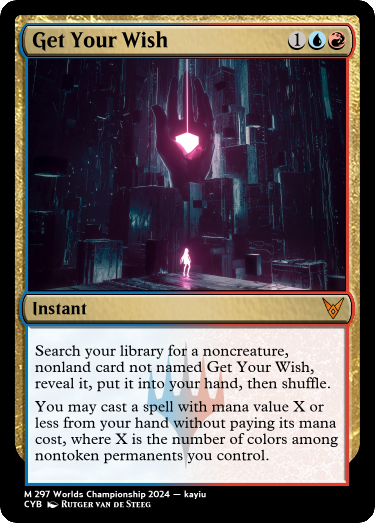 Get Your Wish
1
Instant
Search your library for a noncreature,
nonland card not named Get Your Wish,
reveal it, put it into your hand, then shuffle.
You may cast a spell with mana value X or
less from your hand without paying its mana
cost, where X is the number of colors among
nontoken permanents you control.
M 297 Worlds Championship 2024 — kayiu
CYB RUTGER VAN DE STEEG